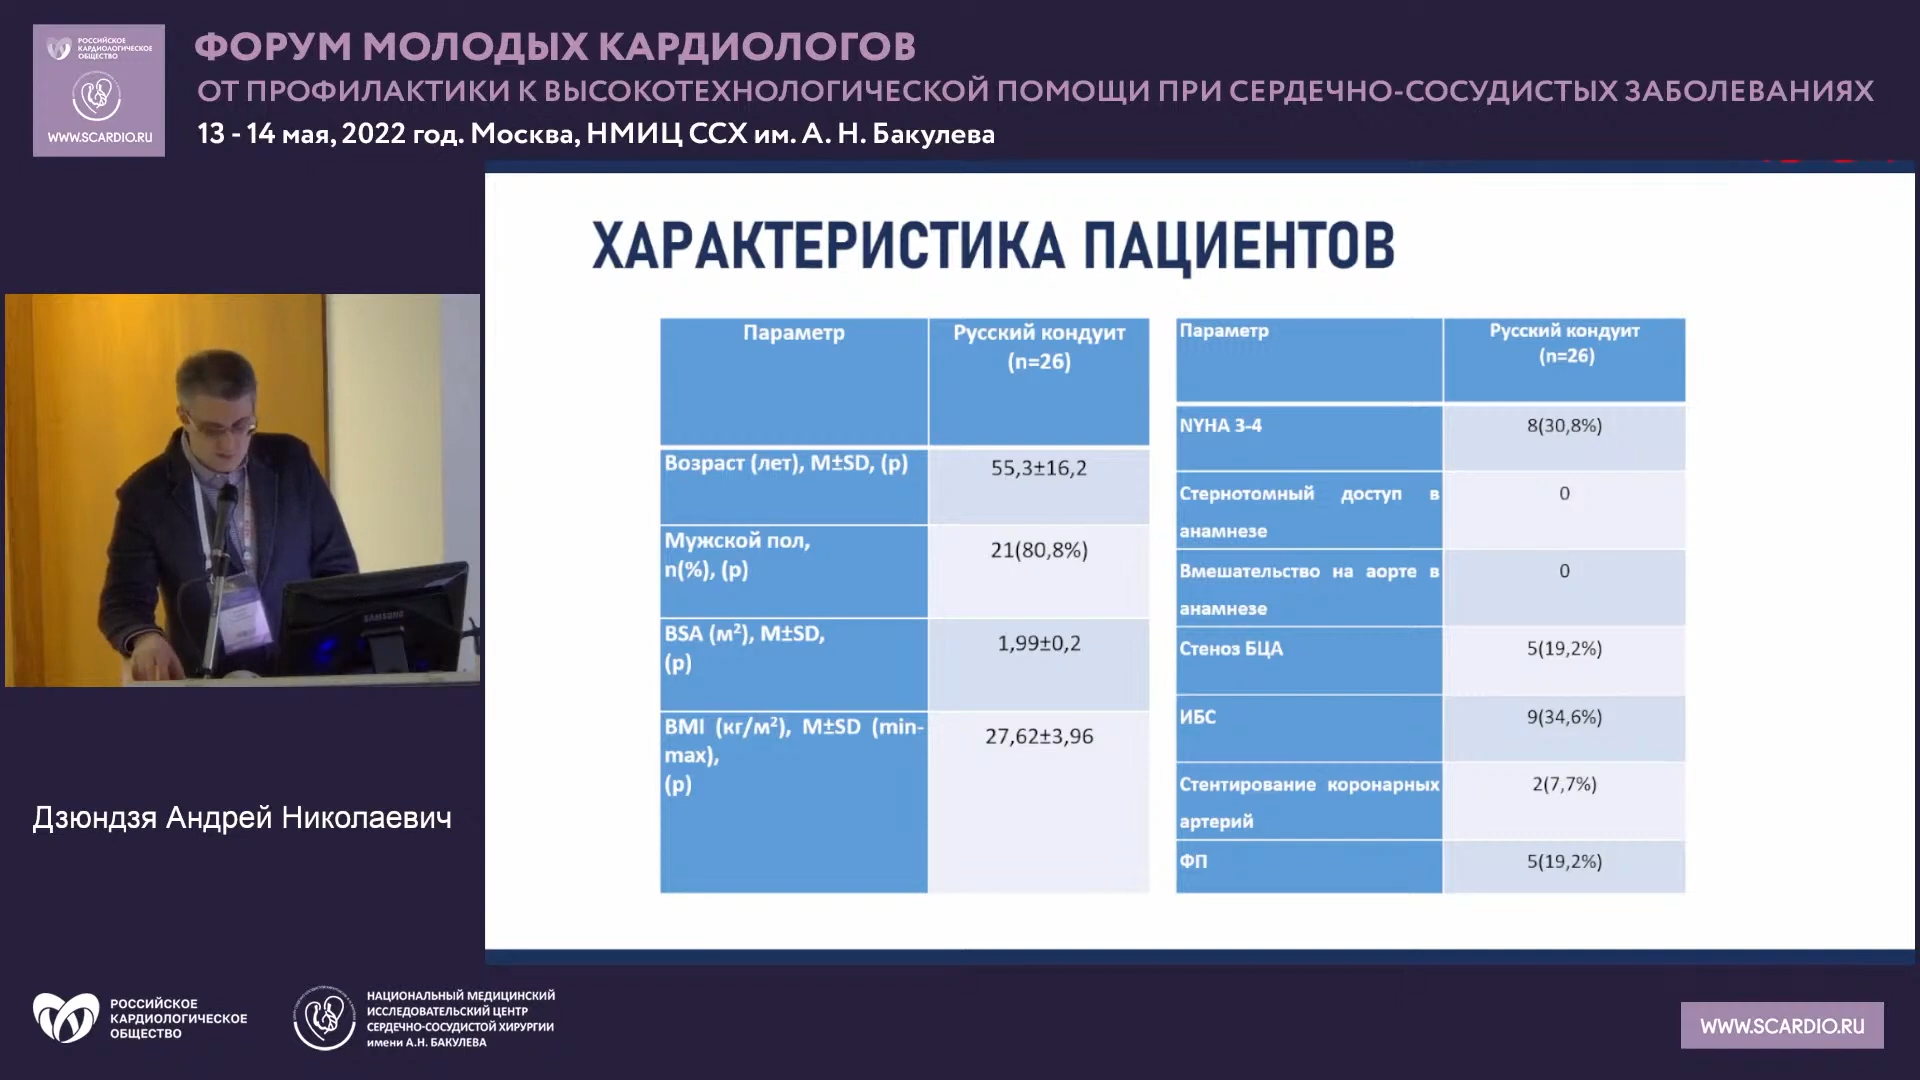 РОССИЙСКОЕ
КАРДИОЛОГИЧЕСКОЕ
ОБЩЕСТВО
WWW.SCARDIO.RU
ФОРУМ МОЛОДЫХ КАРДИОЛОГОВ
ОТ ПРОФИЛАКТИКИ К ВЫСОКОТЕХНОЛОГИЧЕСКОЙ ПОМОЩИ ПРИ СЕРДЕЧНО-СОСУДИСТЫХ ЗАБОЛЕВАНИЯХ
13 - 14 мая, 2022 год. Москва, НМИЦ ССХ им. А. Н. Бакулева
ХАРАКТЕРИСТИКА ПАЦИЕНТОВ
Параметр
Русский кондуит
(n=26)
Возраст (лет), M±SD, (p)
55,3±16,2
Мужской пол,
n(%), (p)
21(80,8%)
BSA (м²), M±SD,
(p)
1,99±0,2
BMI (кг/м²), M±SD (min-
max),
(p)
27,62±3,96
Параметр
Русский кондуит
(n=26)
NYHA 3-4
8(30,8%)
Стернотомный доступ в
анамнезе
0
Вмешательство на аорте в
анамнезе
0
Стеноз БЦА
5(19,2%)
ИБС
9(34,6%)
Стентирование коронарных
артерий
2(7,7%)
ФП
5(19,2%)
SAMSUNG
Дзюндзя Андрей Николаевич
РОССИЙСКОЕ
КАРДИОЛОГИЧЕСКОЕ
ОБЩЕСТВО
НАЦИОНАЛЬНЫЙ МЕДИЦИНСКИЙ
ИССЛЕДОВАТЕЛЬСКИЙ ЦЕНТР
СЕРДЕЧНО-СОСУДИСТОЙ ХИРУРГИИ
имени А.Н. БАКУЛЕВА
WWW.SCARDIO.RU